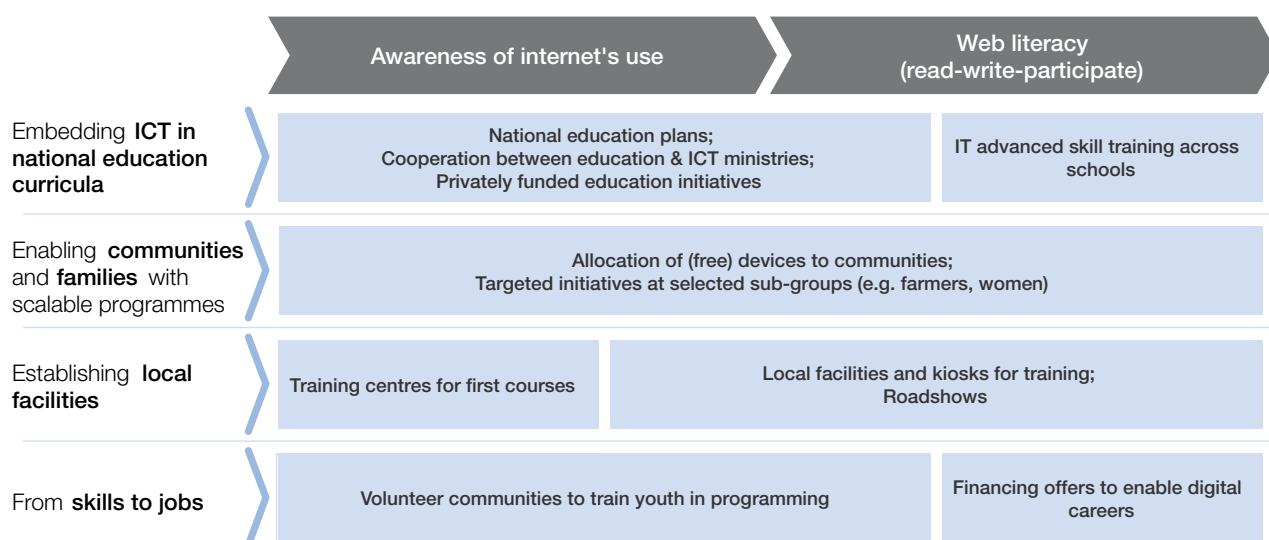 Awareness of internet's use
Web literacy
(read-write-participate)
Embedding ICT in
national education
curricula
National education plans;
Cooperation between education & ICT ministries;
Privately funded education initiatives
IT advanced skill training across
schools
Enabling communities
and families with
scalable programmes
Allocation of (free) devices to communities;
Targeted initiatives at selected sub-groups (e.g. farmers, women)
Establishing local
facilities
Training centres for first courses
Local facilities and kiosks for training;
Roadshows
From skills to jobs
Volunteer communities to train youth in programming
Financing offers to enable digital
careers